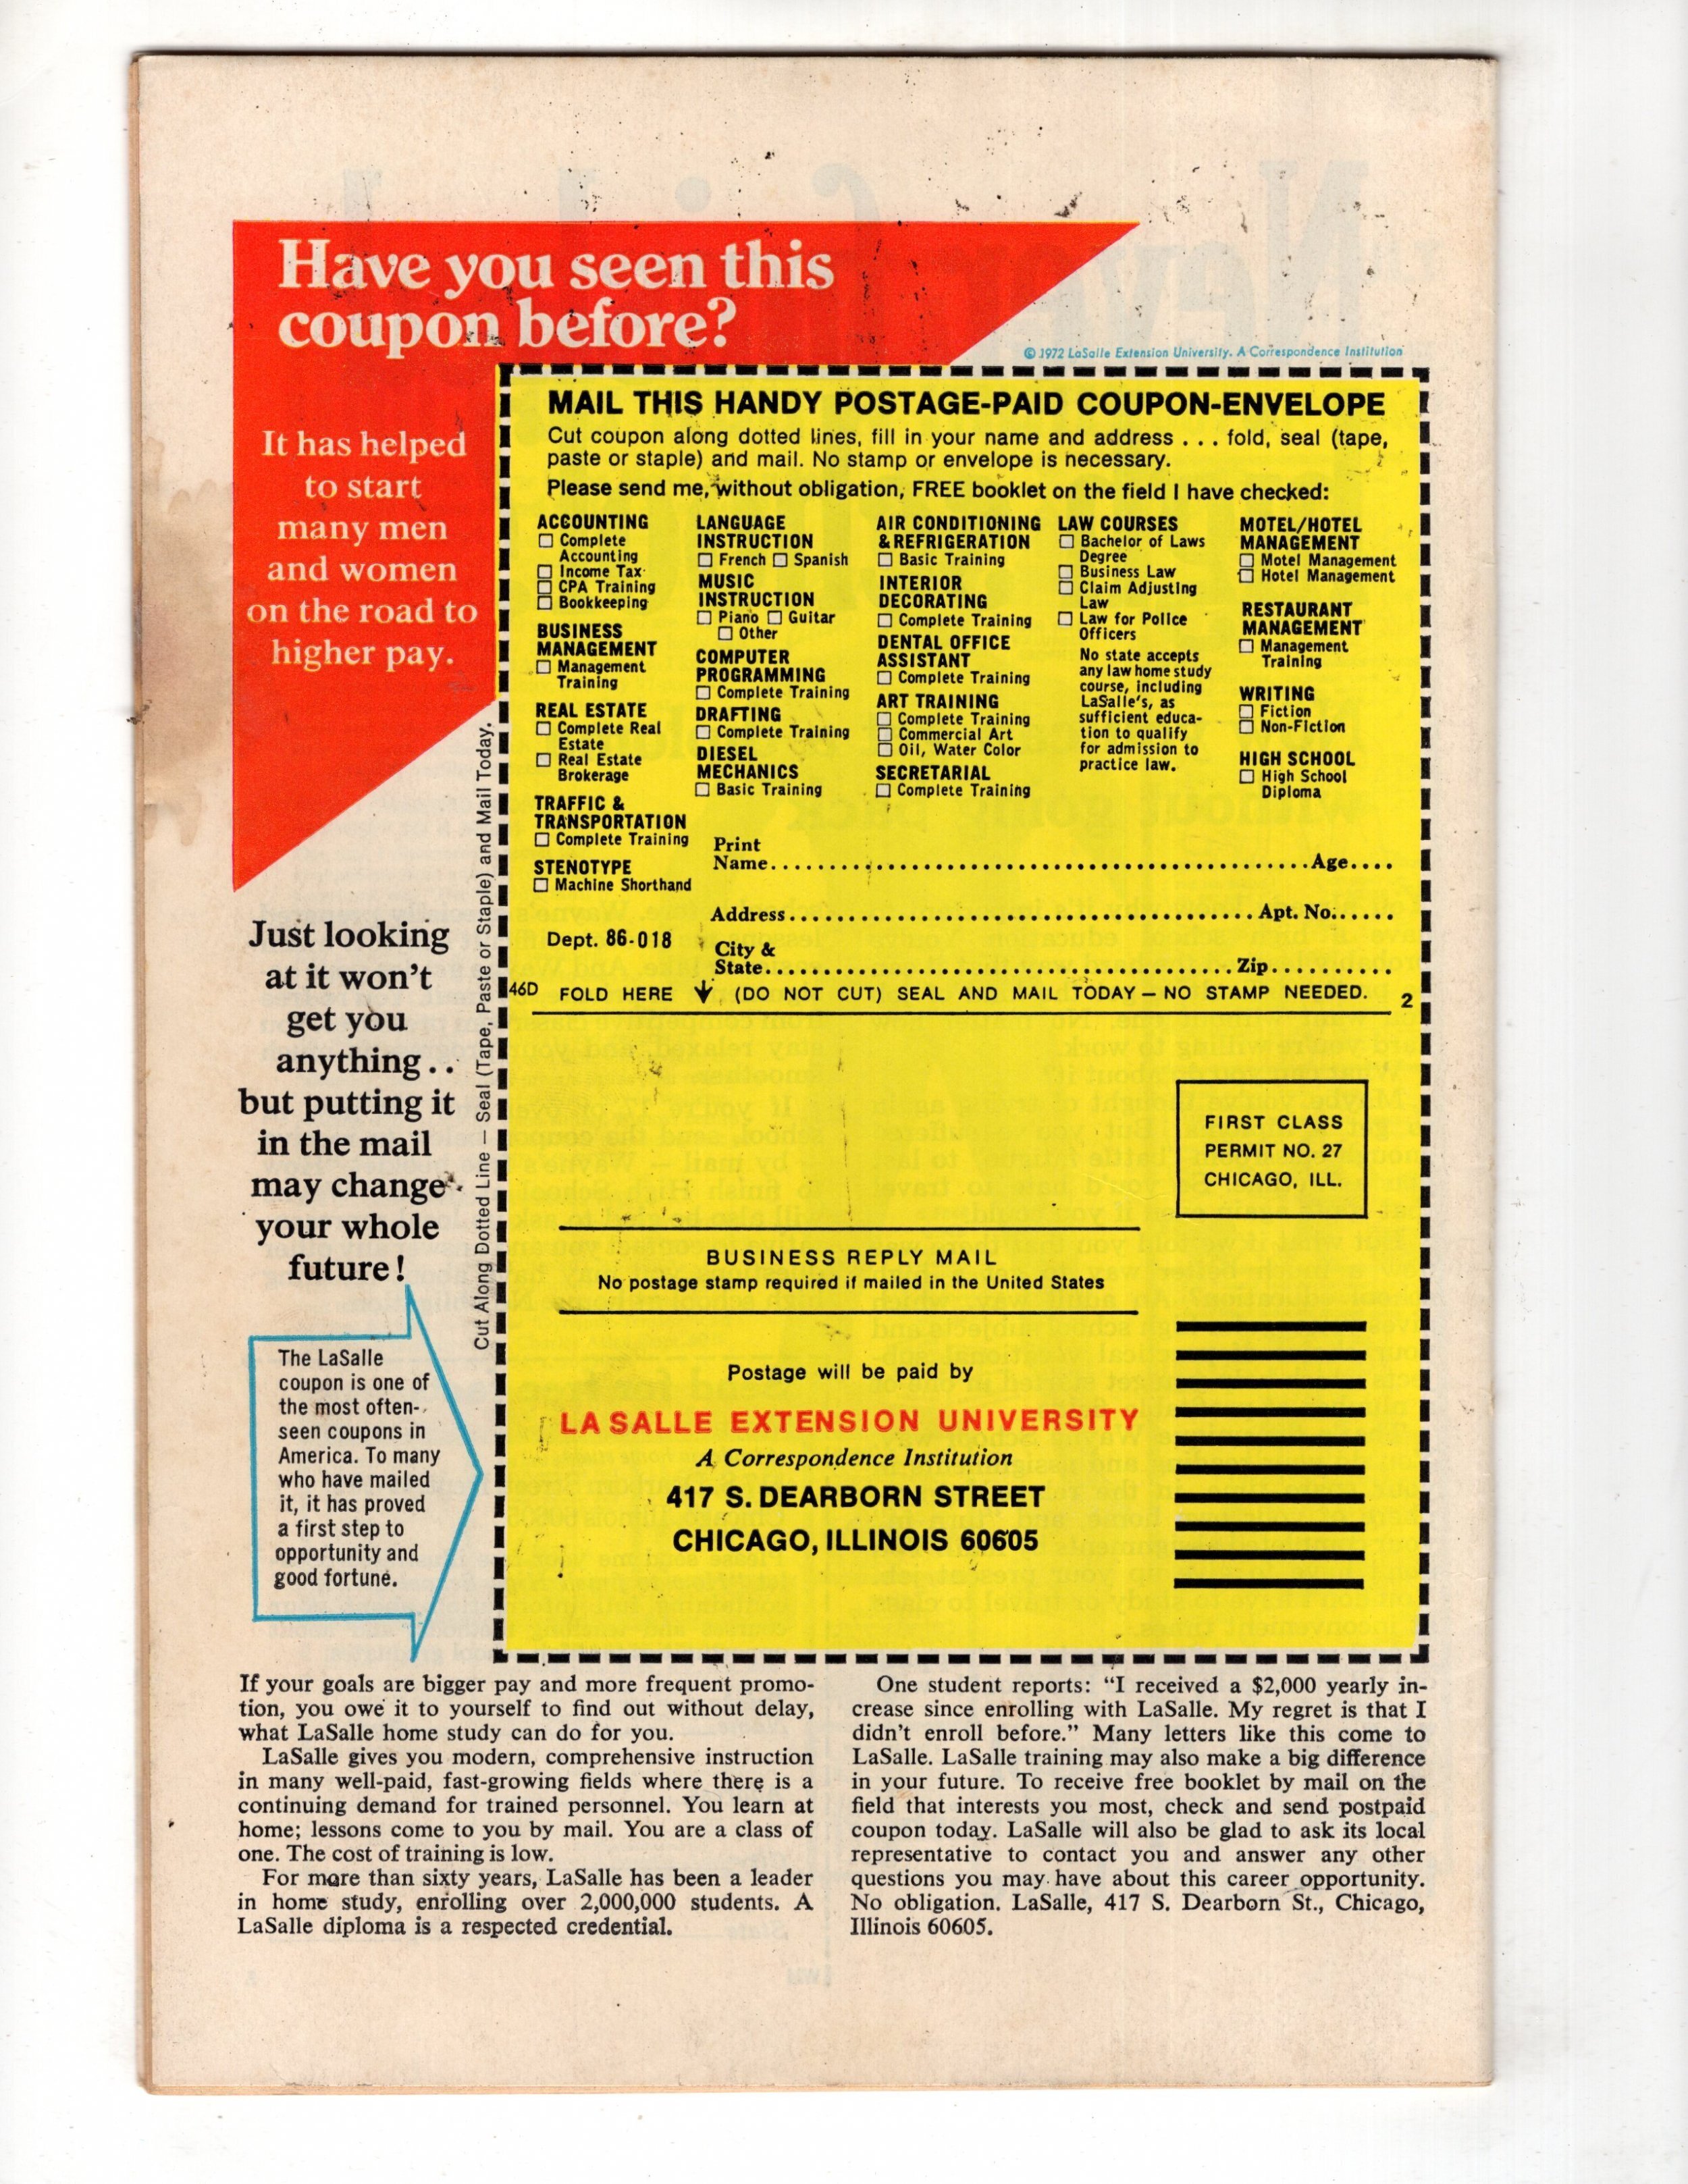 Have you seen this
coupon before?
© 1972 LaSalle Extension University. A Correspondence Institution
It has helped
to start
many men
and women
on the road to
higher pay.
MAIL THIS HANDY POSTAGE-PAID COUPON-ENVELOPE
Cut coupon along dotted lines, fill in your name and address . . . fold, seal (tape,
paste or staple) and mail. No stamp or envelope is necessary.
Please send me, without obligation, FREE booklet on the field I have checked:
ACCOUNTING
Complete
Accounting
Income Tax
CPA Training
Bookkeeping
BUSINESS
MANAGEMENT
Management
Training
REAL ESTATE
Complete Real
Estate
Real Estate
Brokerage
TRAFFIC &
TRANSPORTATION
Complete Training
STENOTYPE
Machine Shorthand
LANGUAGE
INSTRUCTION
French Spanish
MUSIC
INSTRUCTION
Piano Guitar
Other
COMPUTER
PROGRAMMING
Complete Training
DRAFTING
Complete Training
DIESEL
MECHANICS
Basic Training
AIR CONDITIONING
& REFRIGERATION
Basic Training
INTERIOR
DECORATING
Complete Training
DENTAL OFFICE
ASSISTANT
Complete Training
ART TRAINING
Complete Training
Commercial Art
Oil, Water Color
SECRETARIAL
Complete Training
LAW COURSES
Bachelor of Laws
Degree
Business Law
Claim Adjusting
Law
Law for Police
Officers
No state accepts
any law home study
course, including
LaSalle's, as
sufficient educa-
tion to qualify
for admission to
practice law.
MOTEL/HOTEL
MANAGEMENT
Motel Management
Hotel Management
RESTAURANT
MANAGEMENT
Management
Training
WRITING
Fiction
Non-Fiction
HIGH SCHOOL
High School
Diploma
Print
Name Age
Address Apt. No.
Dept. 86-018
City &
State Zip
46D FOLD HERE ↓ (DO NOT CUT) SEAL AND MAIL TODAY — NO STAMP NEEDED. 2
Cut Along Dotted Line — Seal (Tape, Paste or Staple) and Mail Today.
Just looking
at it won't
get you
anything . .
but putting it
in the mail
may change
your whole
future!
FIRST CLASS
PERMIT NO. 27
CHICAGO, ILL.
BUSINESS REPLY MAIL
No postage stamp required if mailed in the United States
Postage will be paid by
LA SALLE EXTENSION UNIVERSITY
A Correspondence Institution
417 S. DEARBORN STREET
CHICAGO, ILLINOIS 60605
The LaSalle
coupon is one of
the most often-
seen coupons in
America. To many
who have mailed
it, it has proved
a first step to
opportunity and
good fortune.
If your goals are bigger pay and more frequent promo-
tion, you owe it to yourself to find out without delay,
what LaSalle home study can do for you.
LaSalle gives you modern, comprehensive instruction
in many well-paid, fast-growing fields where there is a
continuing demand for trained personnel. You learn at
home; lessons come to you by mail. You are a class of
one. The cost of training is low.
For more than sixty years, LaSalle has been a leader
in home study, enrolling over 2,000,000 students. A
LaSalle diploma is a respected credential.
One student reports: "I received a $2,000 yearly in-
crease since enrolling with LaSalle. My regret is that I
didn't enroll before." Many letters like this come to
LaSalle. LaSalle training may also make a big difference
in your future. To receive free booklet by mail on the
field that interests you most, check and send postpaid
coupon today. LaSalle will also be glad to ask its local
representative to contact you and answer any other
questions you may have about this career opportunity.
No obligation. LaSalle, 417 S. Dearborn St., Chicago,
Illinois 60605.